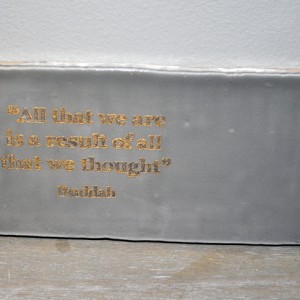 "All that we are
is a result of all
that we thought"
Buddah